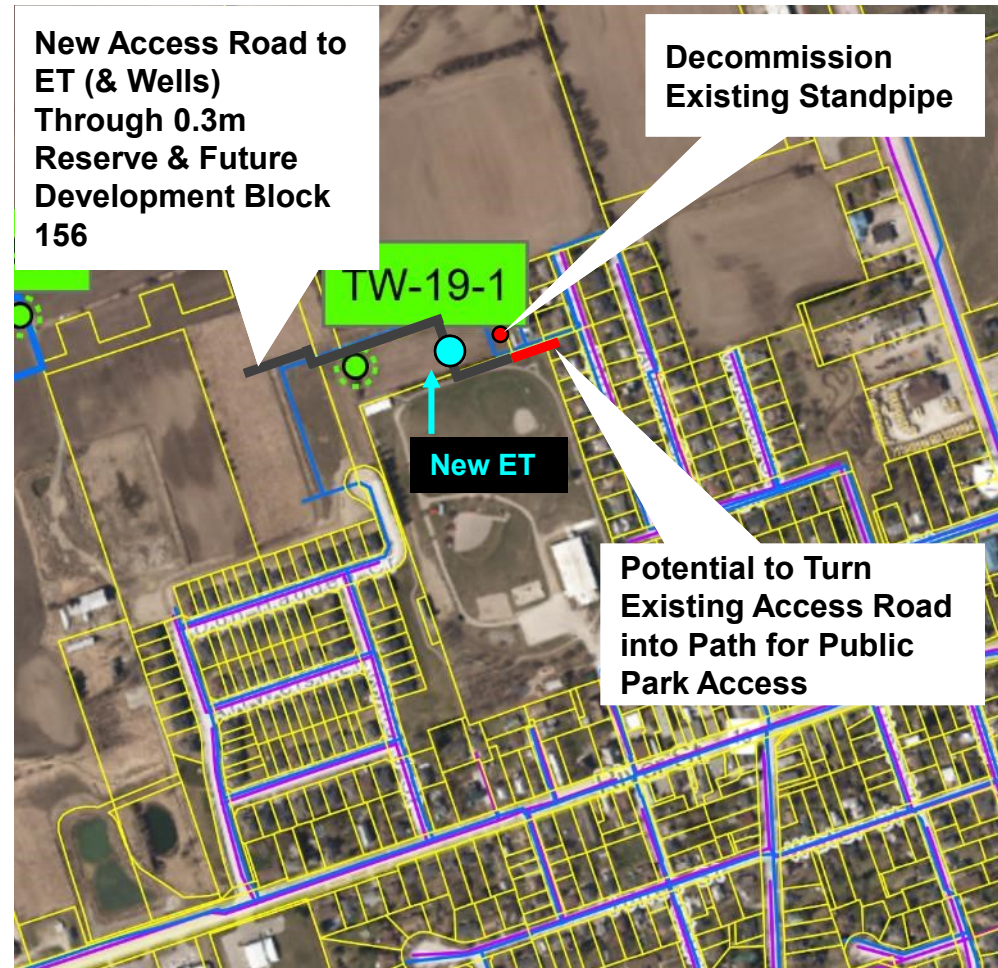 New Access Road to
ET (& Wells)
Through 0.3m
Reserve & Future
Development Block
156
Decommission
Existing Standpipe
TW-19-1
New ET
Potential to Turn
Existing Access Road
into Path for Public
Park Access